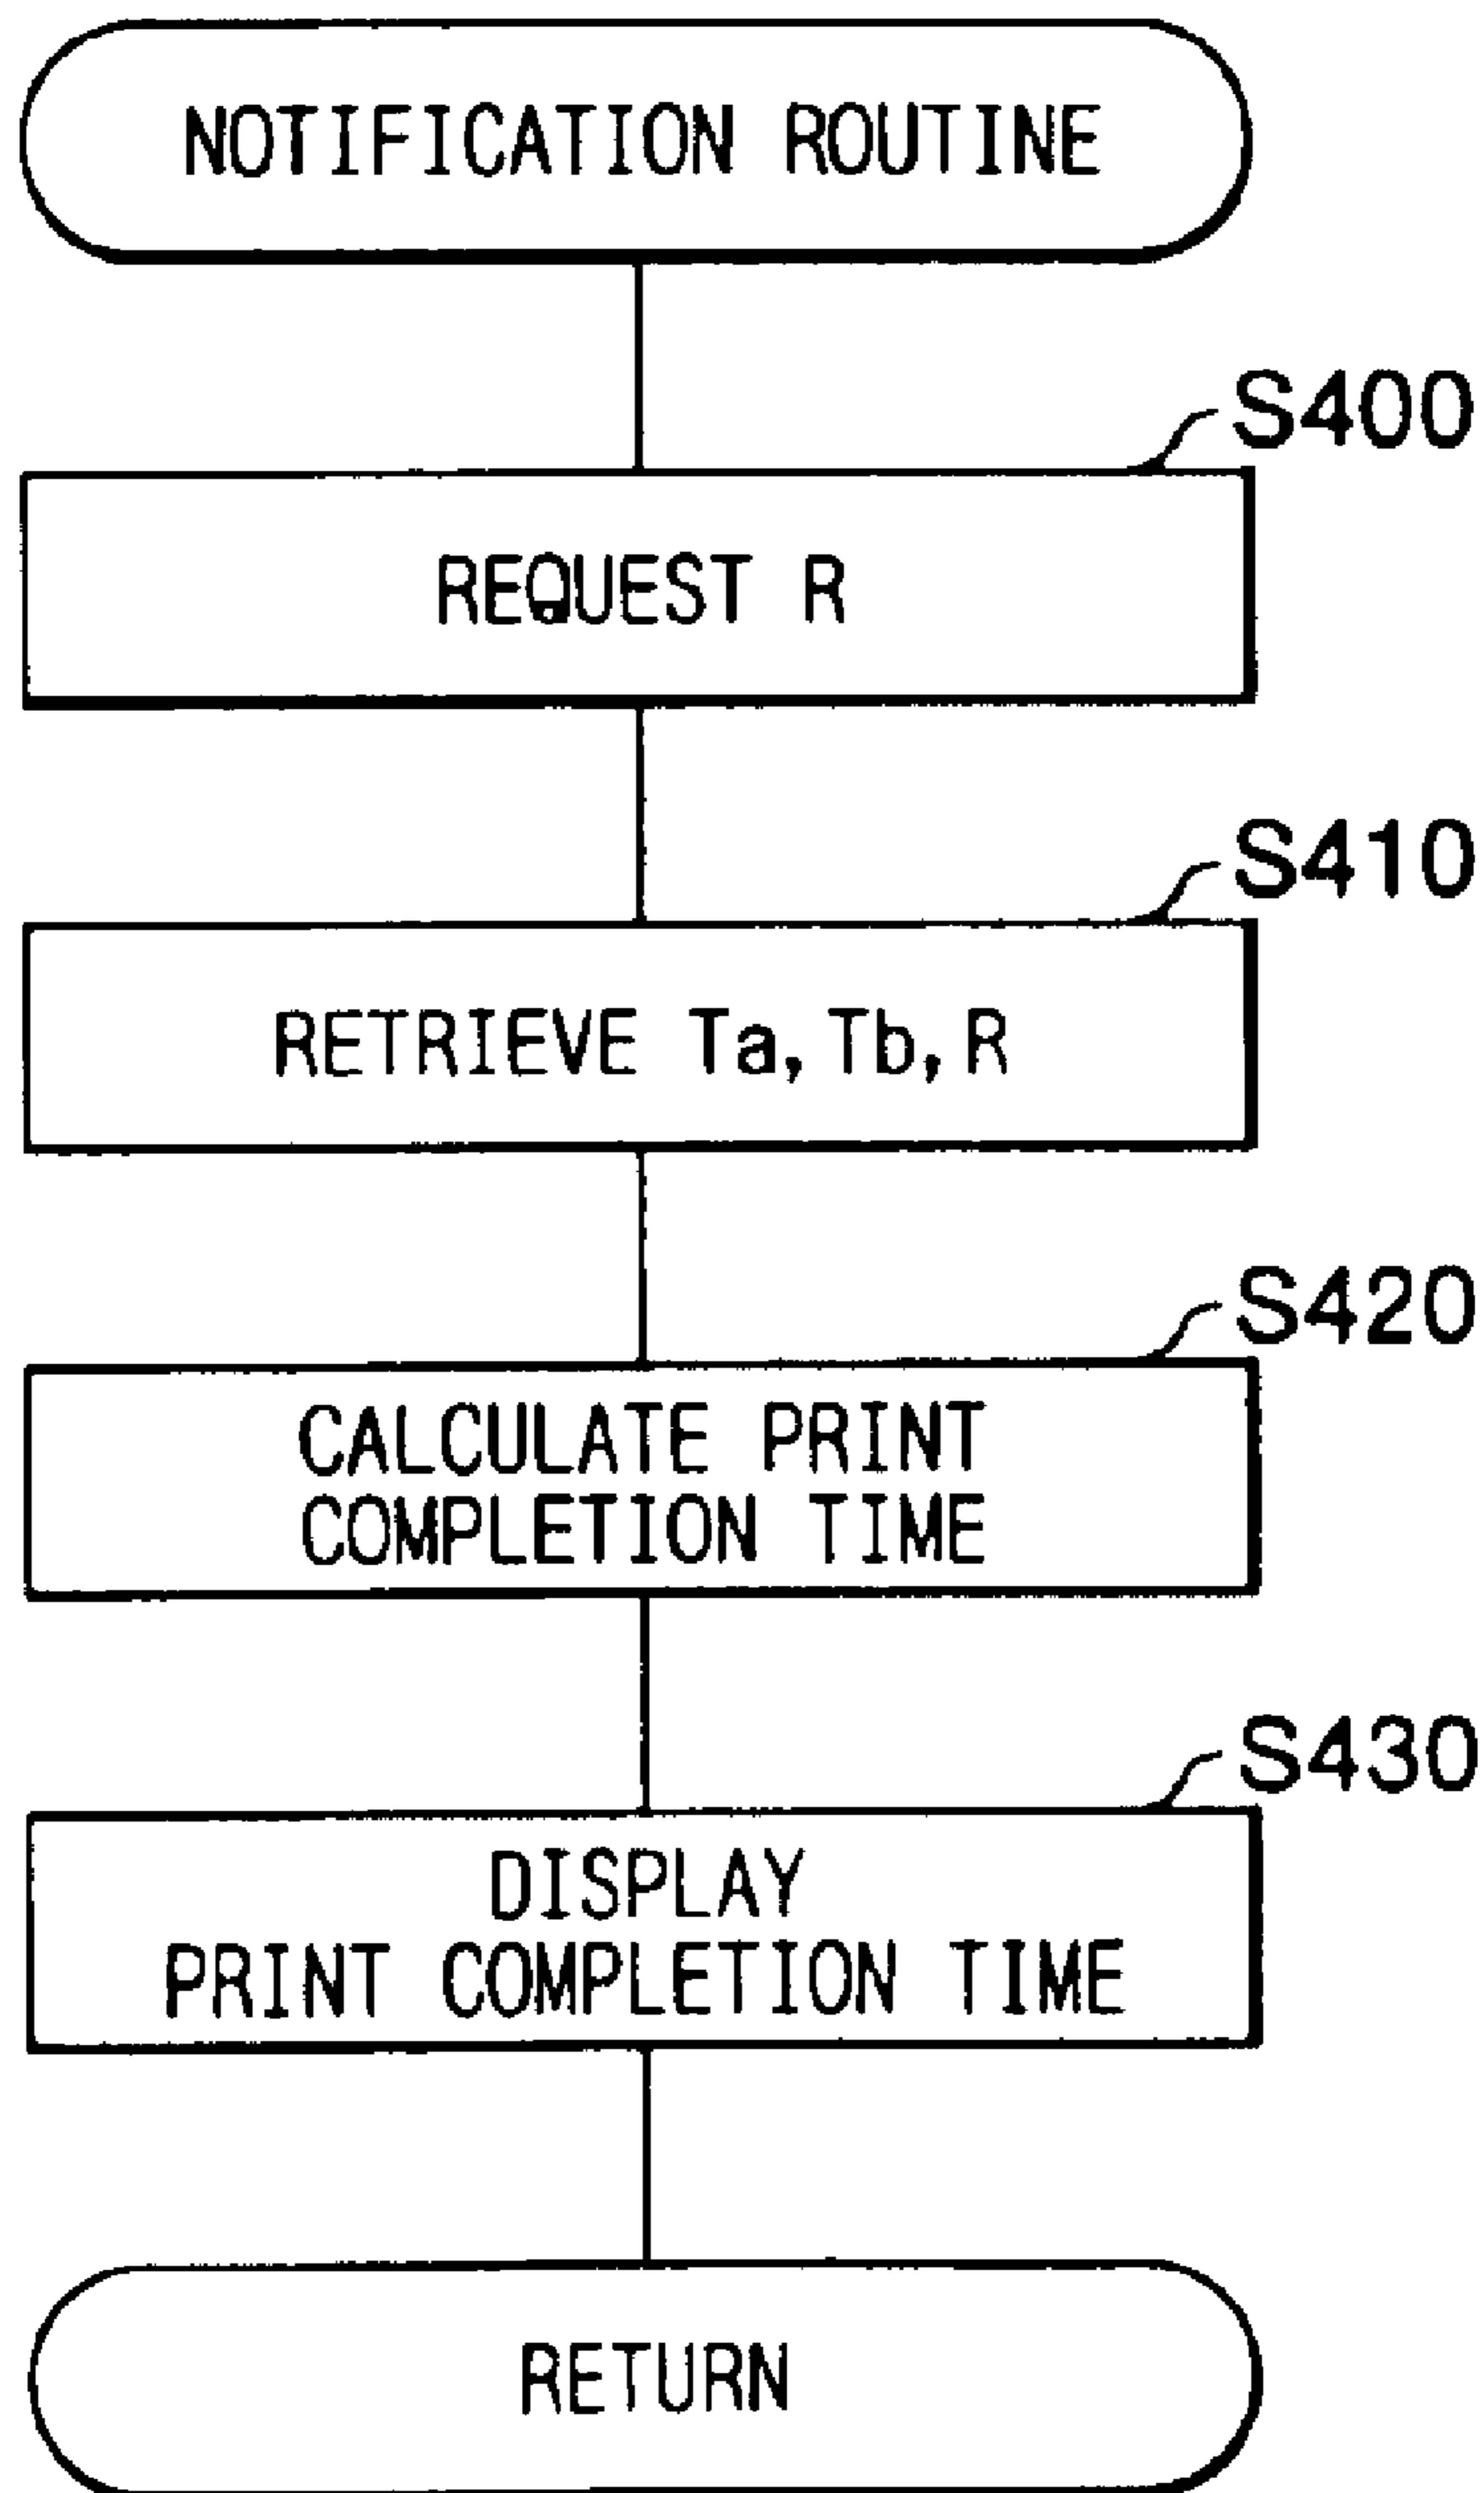 NOTIFICATION ROUTINE
S400
REQUEST R
S410
RETRIEVE Ta, Tb, R
S420
CALCULATE PRINT
COMPLETION TIME
S430
DISPLAY
PRINT COMPLETION TIME
RETURN